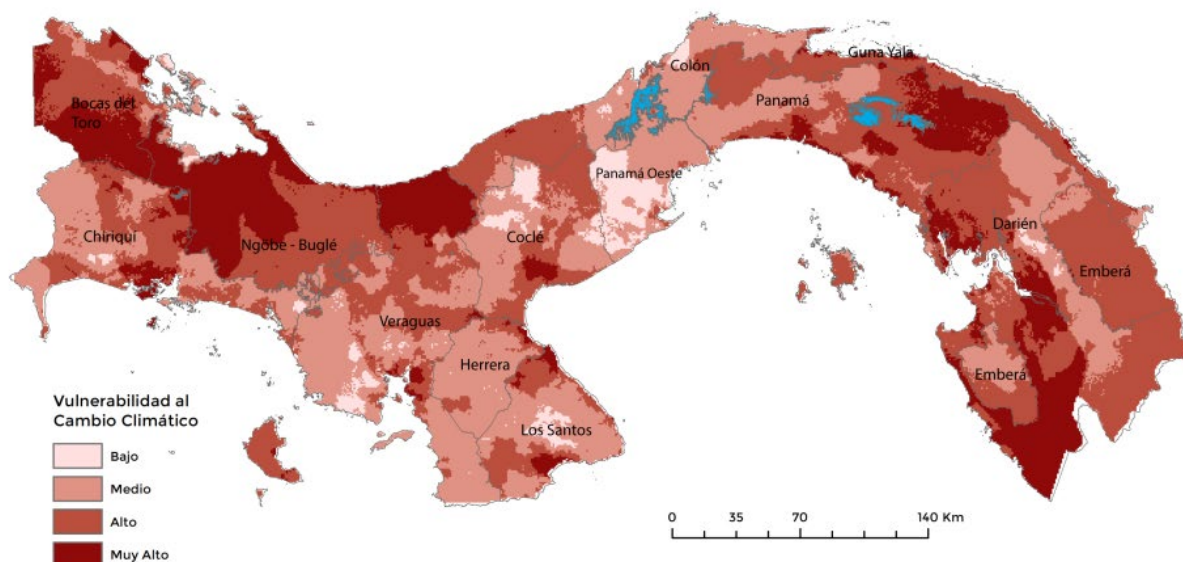 Guna Yala
Colón
Bocas del
Toro
Panamá
Panamá Oeste
Chiriquí
Ngöbe - Buglé
Coclé
Darién
Emberá
Veraguas
Herrera
Emberá
Los Santos
Vulnerabilidad al
Cambio Climático
Bajo
Medio
Alto
Muy Alto
0 35 70 140 Km